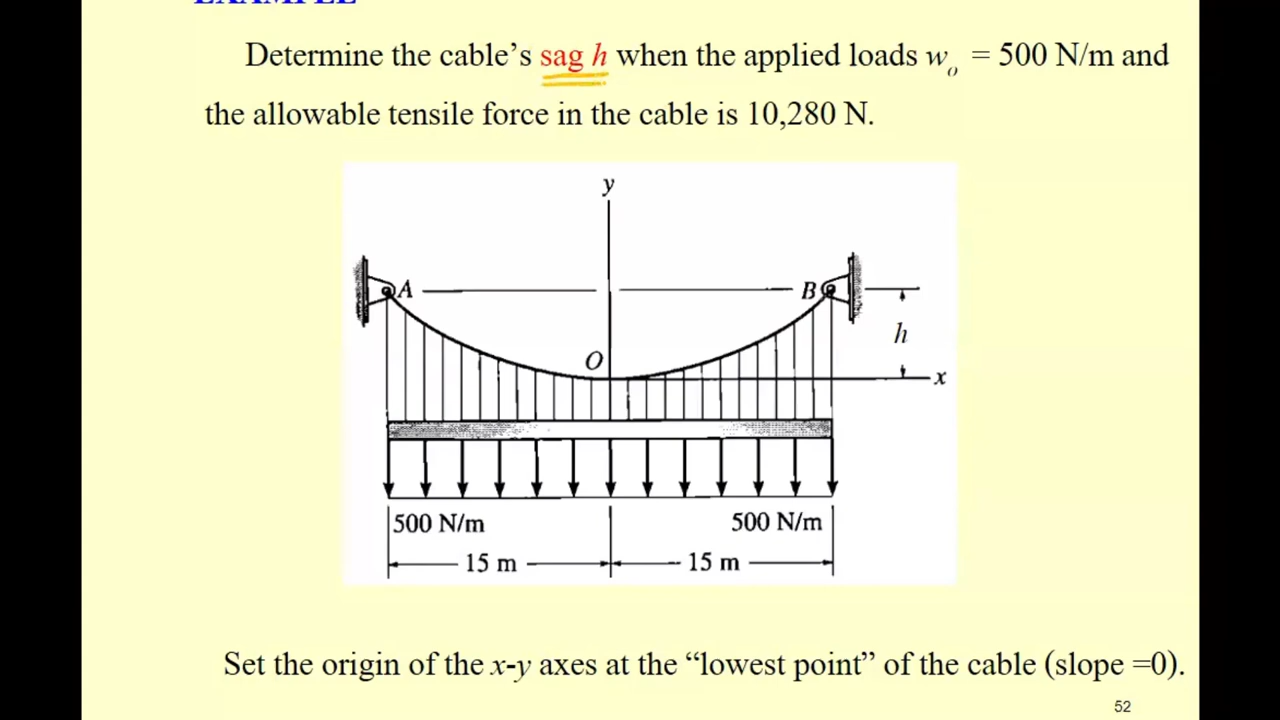 EXAMPLE
Determine the cable’s sag h when the applied loads wₒ = 500 N/m and
the allowable tensile force in the cable is 10,280 N.
y
A
B
h
O
x
500 N/m
500 N/m
15 m
15 m
Set the origin of the x-y axes at the “lowest point” of the cable (slope =0).
52